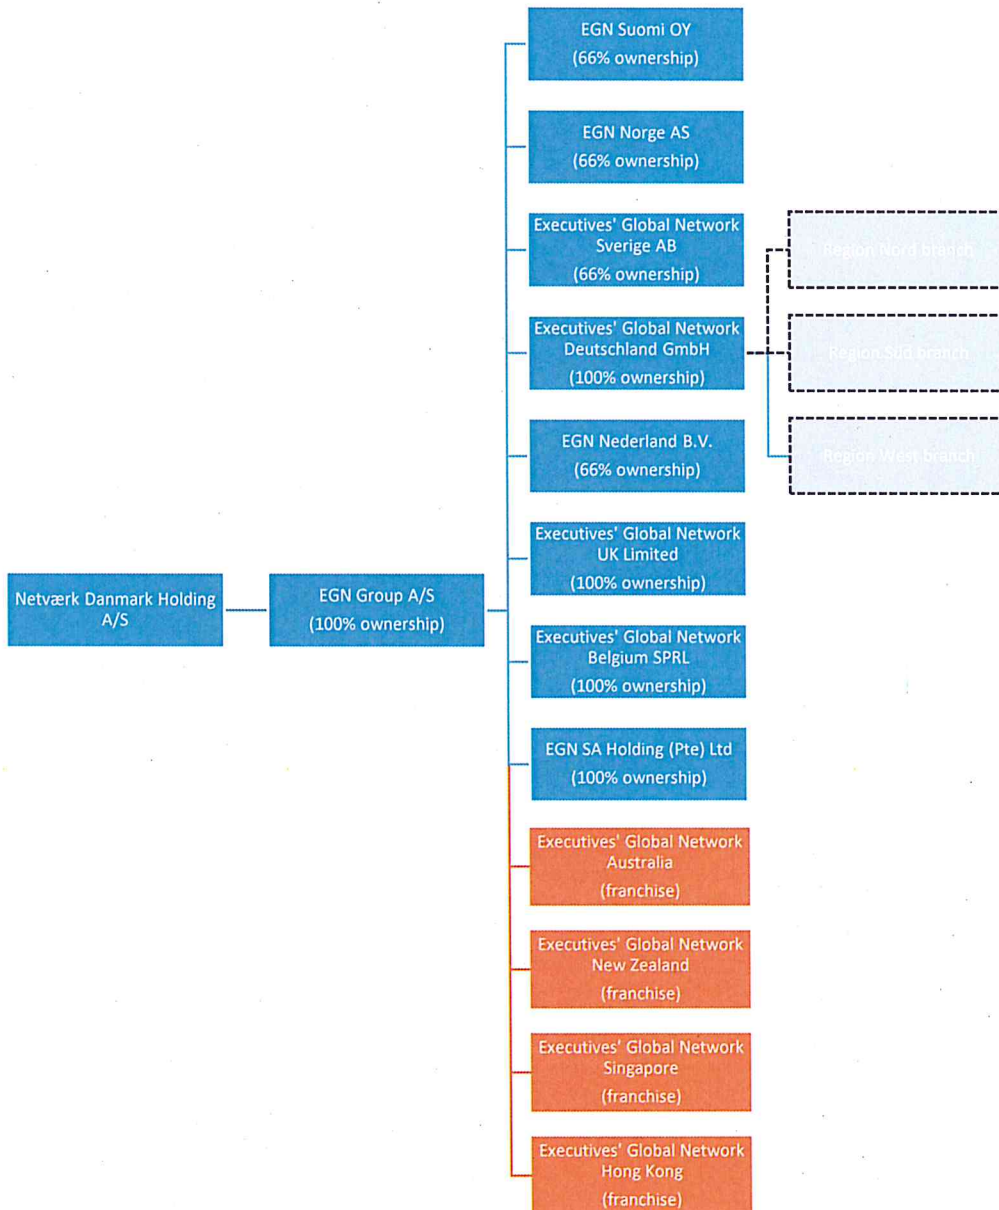 EGN Suomi OY
(66% ownership)
EGN Norge AS
(66% ownership)
Executives' Global Network
Sverige AB
(66% ownership)
Region Nord branch
Executives' Global Network
Deutschland GmbH
(100% ownership)
Region Süd branch
EGN Nederland B.V.
(66% ownership)
Region West branch
Executives' Global Network
UK Limited
(100% ownership)
Netværk Danmark Holding
A/S
EGN Group A/S
(100% ownership)
Executives' Global Network
Belgium SPRL
(100% ownership)
EGN SA Holding (Pte) Ltd
(100% ownership)
Executives' Global Network
Australia
(franchise)
Executives' Global Network
New Zealand
(franchise)
Executives' Global Network
Singapore
(franchise)
Executives' Global Network
Hong Kong
(franchise)